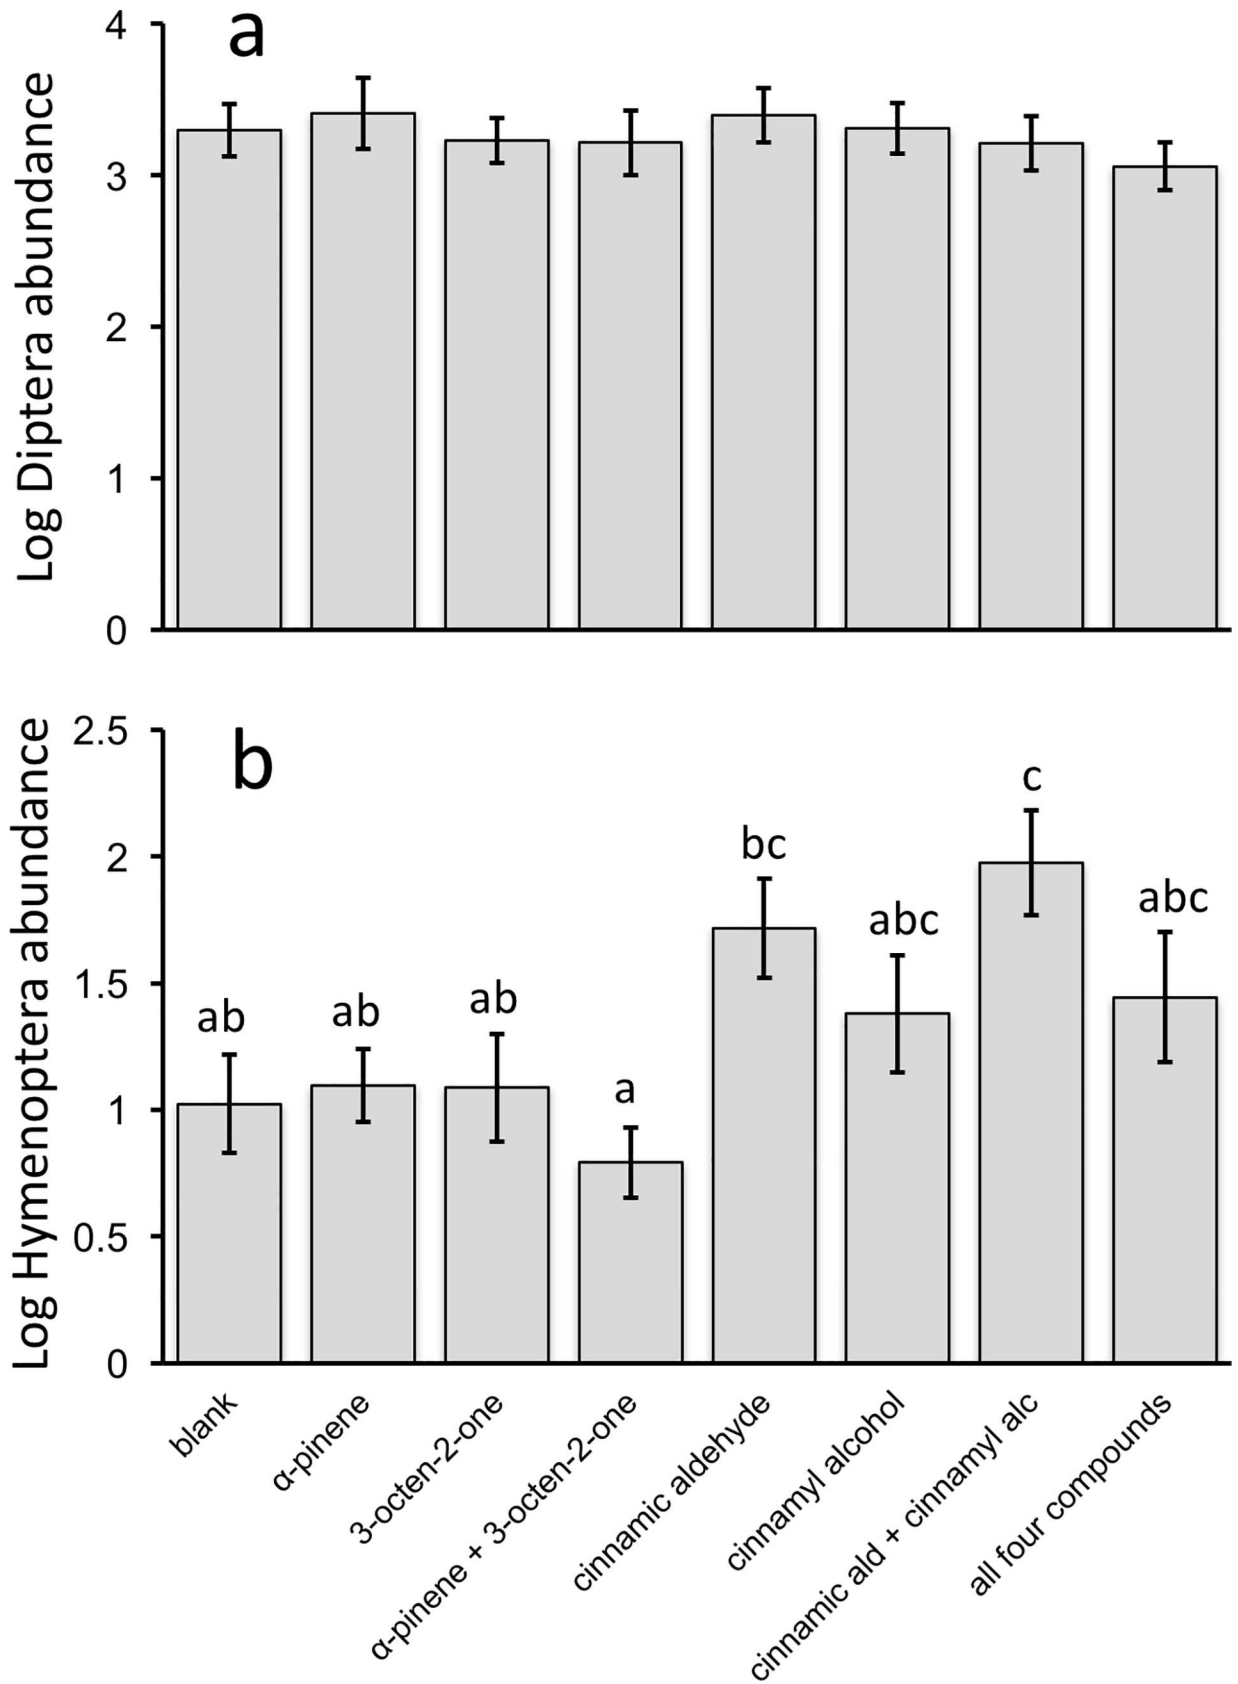 a
Log Diptera abundance
4
3
2
1
0
b
Log Hymenoptera abundance
2.5
2
1.5
1
0.5
0
ab
ab
ab
a
bc
abc
c
abc
blank
α-pinene
3-octen-2-one
α-pinene + 3-octen-2-one
cinnamic aldehyde
cinnamyl alcohol
cinnamic ald + cinnamyl alc
all four compounds